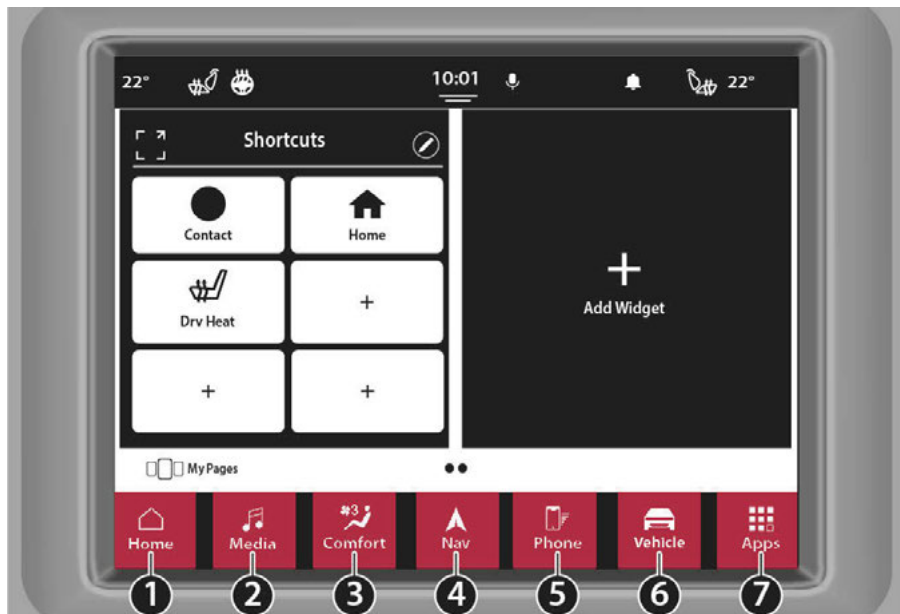 22° 10:01 22°
Shortcuts
Contact Home
Drv Heat +
+ +
+
Add Widget
My Pages
#3
Home Media Comfort Nav Phone Vehicle Apps
1 2 3 4 5 6 7